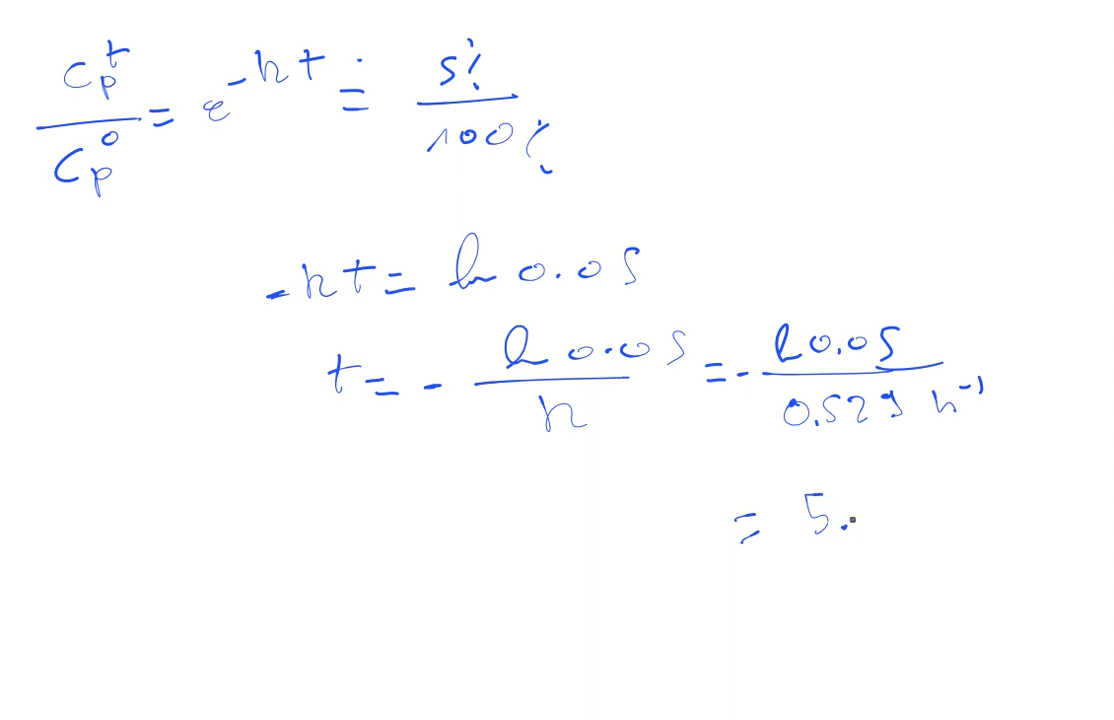 Cp^t / Cp^0 = e^-kt = 5% / 100%
-kt = ln 0.05
t = - ln 0.05 / k = - ln 0.05 / 0.529 h^-1
= 5.